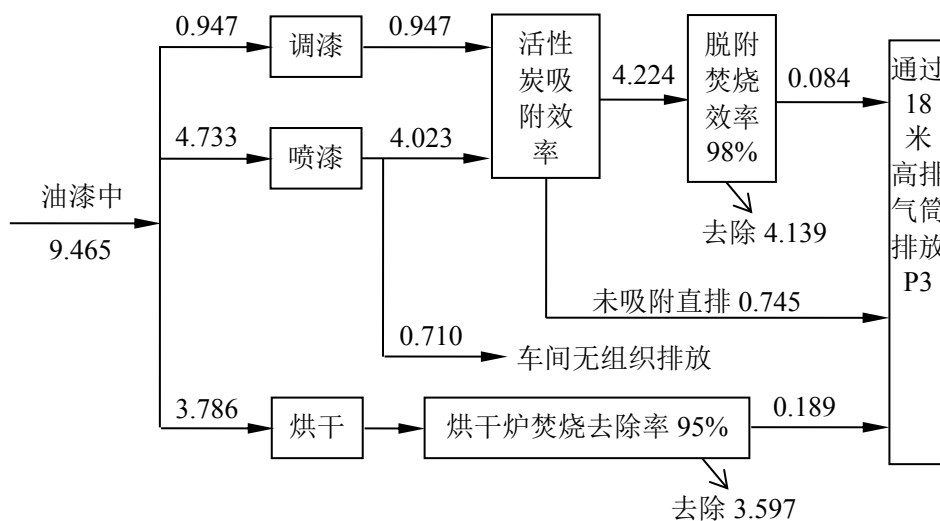 0.947
调漆
0.947
活性
炭吸
附效
率
4.224
脱附
焚烧
效率
98%
0.084
通过
18
米
高排
气筒
排放
P3
4.733
喷漆
4.023
油漆中
9.465
去除 4.139
未吸附直排 0.745
0.710
车间无组织排放
3.786
烘干
烘干炉焚烧去除率 95%
0.189
去除 3.597